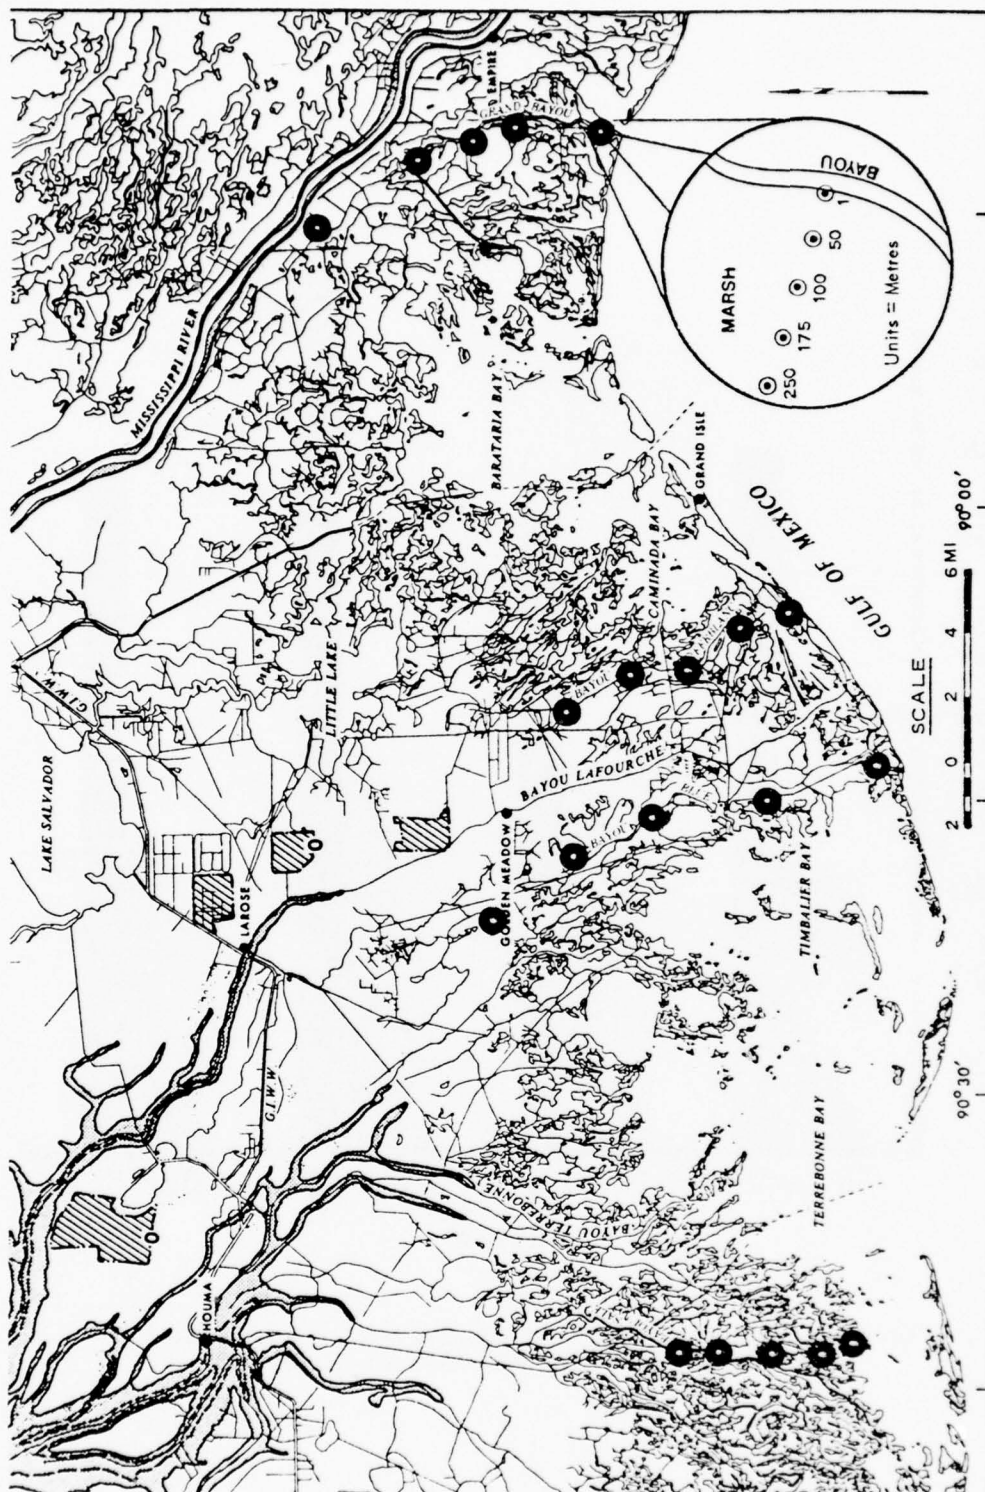 MISSISSIPPI RIVER
EMPIRE
GRAND BAYOU
BARATARIA BAY
MARSH
BAYOU
1
50
100
175
250
Units = Metres
LAKE SALVADOR
G.I.W.W.
LITTLE LAKE
LAROSE
GOLDEN MEADOW
BAYOU LAFOURCHE
BAYOU
BAYOU
CAMINADA BAY
GRAND ISLE
GULF OF MEXICO
TIMBALIER BAY
HOUMA
G.I.W.W
BAYOU TERREBONNE
TERREBONNE BAY
90°30'
90°00'
SCALE
2 0 2 4 6 MI